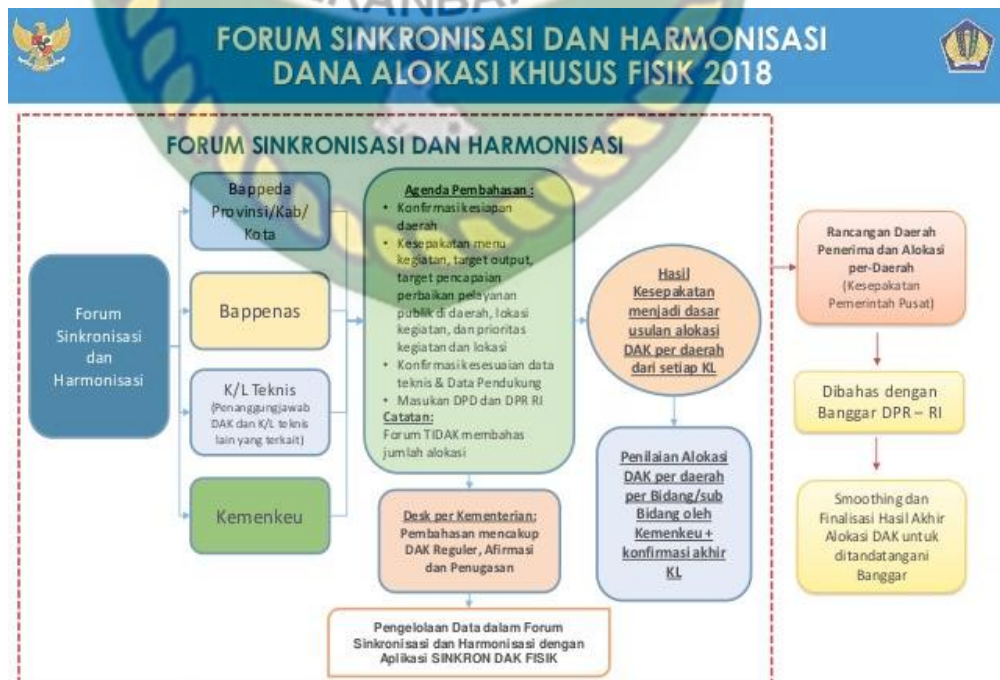 FORUM SINKRONISASI DAN HARMONISASI
DANA ALOKASI KHUSUS FISIK 2018
FORUM SINKRONISASI DAN HARMONISASI
Forum
Sinkronisasi
dan
Harmonisasi
Bappeda
Provinsi/Kab/
Kota
Bappenas
K/L Teknis
(Penanggungjawab
DAK dan K/L teknis
lain yang terkait)
Kemenkeu
Agenda Pembahasan :
• Konfirmasi kesiapan
daerah
• Kesepakatan menu
kegiatan, target output,
target pencapaian
perbaikan pelayanan
publik di daerah, lokasi
kegiatan, dan prioritas
kegiatan dan lokasi
• Konfirmasi kesesuaian data
teknis & Data Pendukung
• Masukan DPD dan DPR RI
Catatan:
Forum TIDAK membahas
jumlah alokasi
Desk per Kementerian:
Pembahasan mencakup
DAK Reguler, Afirmasi
dan Penugasan
Pengelolaan Data dalam Forum
Sinkronisasi dan Harmonisasi dengan
Aplikasi SINKRON DAK FISIK
Hasil
Kesepakatan
menjadi dasar
usulan alokasi
DAK per daerah
dari setiap KL
Penilaian Alokasi
DAK per daerah
per Bidang/sub
Bidang oleh
Kemenkeu +
konfirmasi akhir
KL
Rancangan Daerah
Penerima dan Alokasi
per-Daerah
(Kesepakatan
Pemerintah Pusat)
Dibahas dengan
Banggar DPR – RI
Smoothing dan
Finalisasi Hasil Akhir
Alokasi DAK untuk
ditandatangani
Banggar